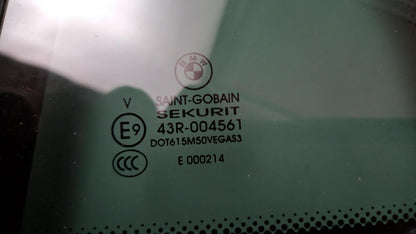 BMW
SAINT-GOBAIN
V SEKURIT
E9 43R-004561
DOT615M50VEGAS3
CCC E 000214